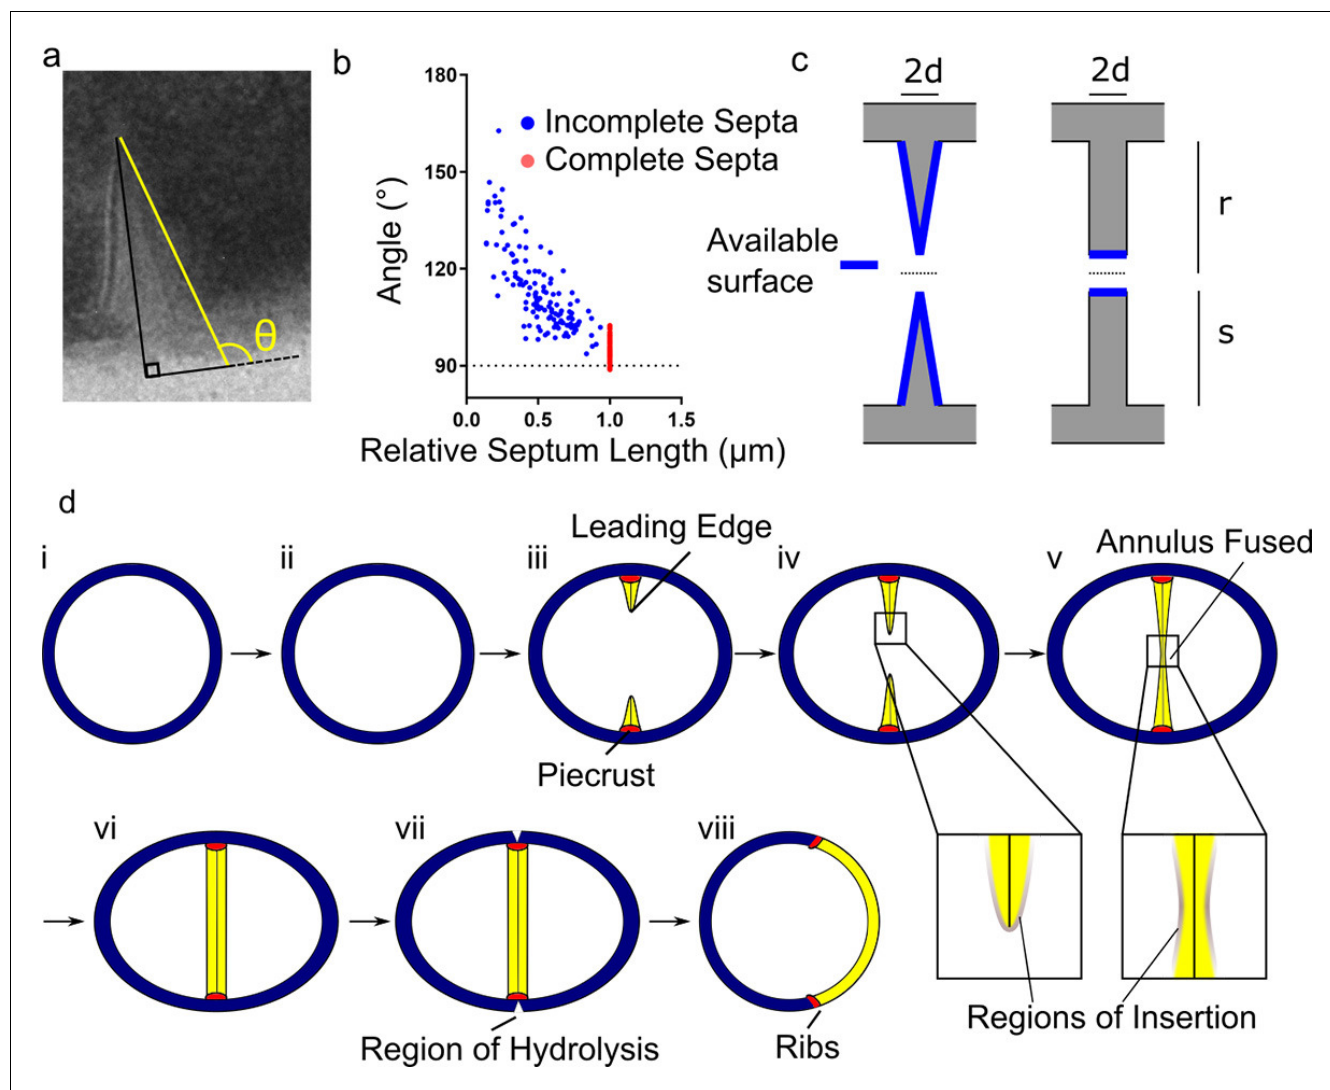 a
θ
b
180
150
120
90
Angle (°)
Incomplete Septa
Complete Septa
0.0
0.5
1.0
1.5
Relative Septum Length (µm)
c
2d
2d
Available
surface
r
s
d
i
ii
iii
Leading Edge
Piecrust
iv
v
Annulus Fused
vi
vii
Region of Hydrolysis
viii
Ribs
Regions of Insertion